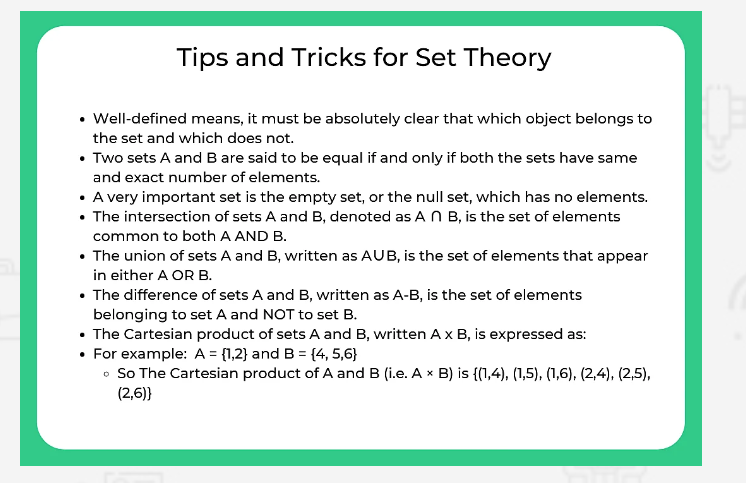 Tips and Tricks for Set Theory
• Well-defined means, it must be absolutely clear that which object belongs to
the set and which does not.
• Two sets A and B are said to be equal if and only if both the sets have same
and exact number of elements.
• A very important set is the empty set, or the null set, which has no elements.
• The intersection of sets A and B, denoted as A ∩ B, is the set of elements
common to both A AND B.
• The union of sets A and B, written as A∪B, is the set of elements that appear
in either A OR B.
• The difference of sets A and B, written as A-B, is the set of elements
belonging to set A and NOT to set B.
• The Cartesian product of sets A and B, written A x B, is expressed as:
• For example:  A = {1,2} and B = {4, 5,6}
◦ So The Cartesian product of A and B (i.e. A × B) is {(1,4), (1,5), (1,6), (2,4), (2,5),
(2,6)}